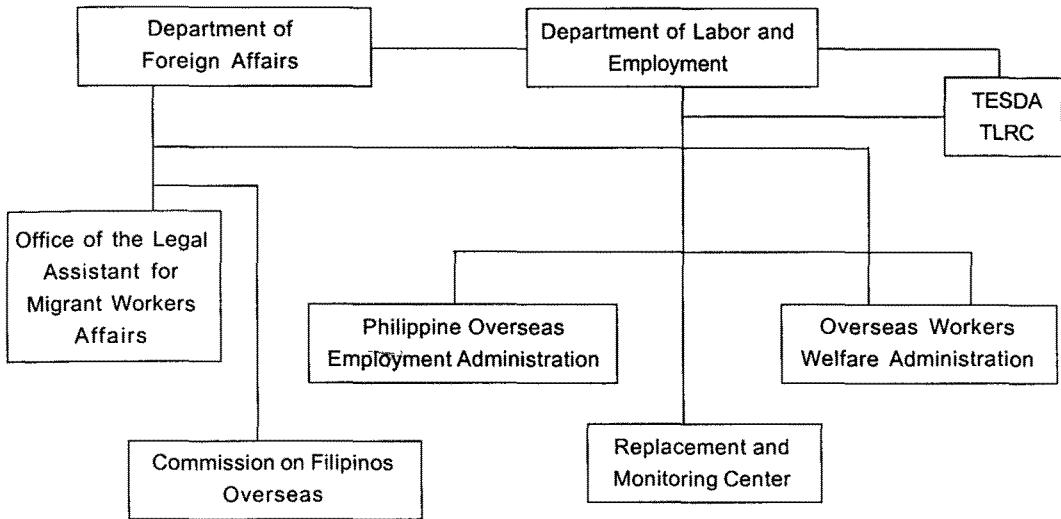 Department of
Foreign Affairs
Department of Labor and
Employment
TESDA
TLRC
Office of the Legal
Assistant for
Migrant Workers
Affairs
Philippine Overseas
Employment Administration
Overseas Workers
Welfare Administration
Commission on Filipinos
Overseas
Replacement and
Monitoring Center